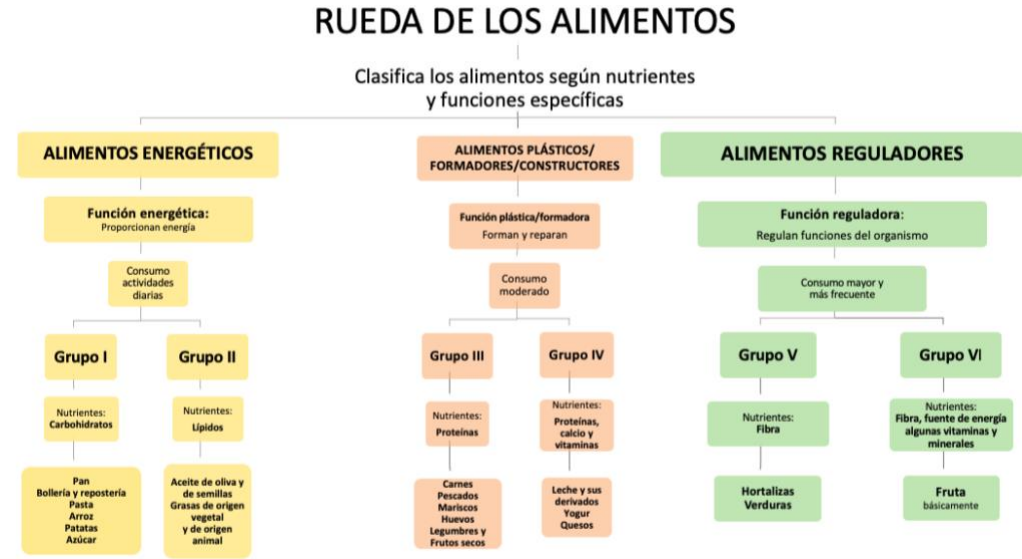 RUEDA DE LOS ALIMENTOS
Clasifica los alimentos según nutrientes
y funciones específicas
ALIMENTOS ENERGÉTICOS
Función energética:
Proporcionan energía
Consumo
actividades
diarias
Grupo I
Nutrientes:
Carbohidratos
Pan
Bollería y repostería
Pasta
Arroz
Patatas
Azúcar
Grupo II
Nutrientes:
Lípidos
Aceite de oliva y
de semillas
Grasas de origen
vegetal
y de origen
animal
ALIMENTOS PLÁSTICOS/
FORMADORES/CONSTRUCTORES
Función plástica/formadora
Forman y reparan
Consumo
moderado
Grupo III
Nutrientes:
Proteínas
Carnes
Pescados
Mariscos
Huevos
Legumbres y
Frutos secos
Grupo IV
Nutrientes:
Proteínas,
calcio y
vitaminas
Leche y sus
derivados
Yogur
Quesos
ALIMENTOS REGULADORES
Función reguladora:
Regulan funciones del organismo
Consumo mayor y
más frecuente
Grupo V
Nutrientes:
Fibra
Hortalizas
Verduras
Grupo VI
Nutrientes:
Fibra, fuente de energía
algunas vitaminas y
minerales
Fruta
básicamente